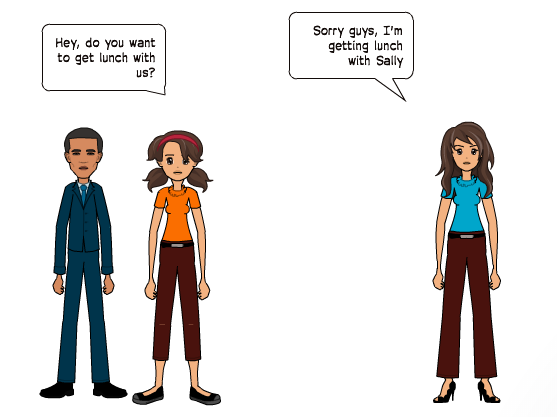 Hey, do you want
to get lunch with
us?
Sorry guys, I'm
getting lunch
with Sally